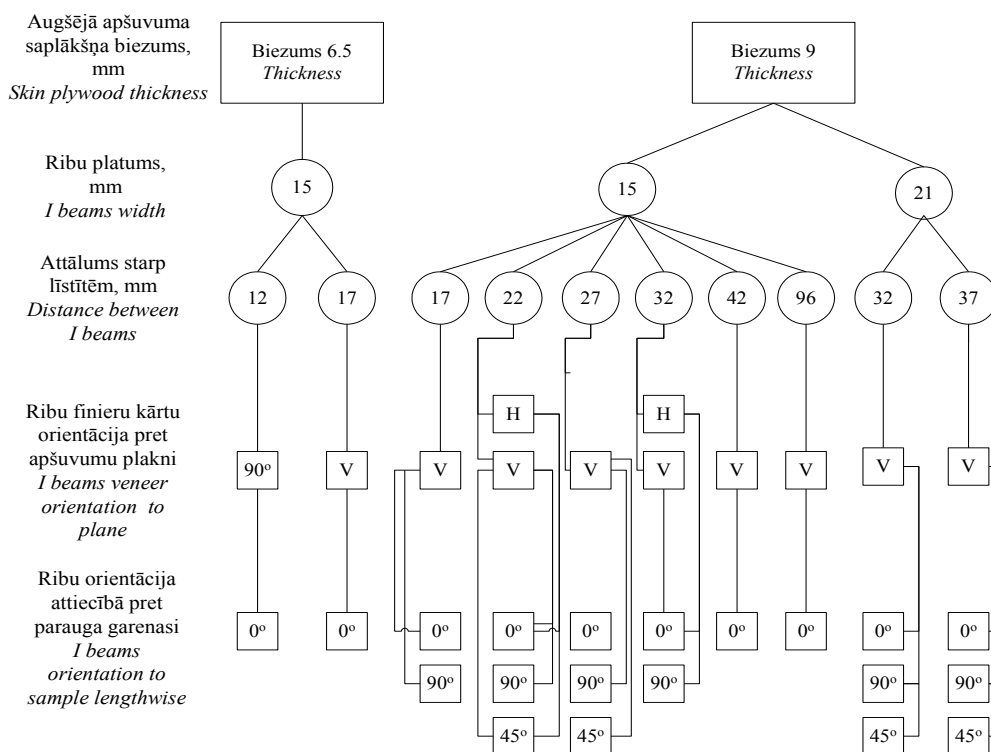 Augšējā apšuvuma
saplākšņa biezums,
mm
Skin plywood thickness
Biezums 6.5
Thickness
Biezums 9
Thickness
Ribu platums,
mm
I beams width
15
15
21
Attālums starp
līstītēm, mm
Distance between
I beams
12
17
17
22
27
32
42
96
32
37
Ribu finieru kārtu
orientācija pret
apšuvumu plakni
I beams veneer
orientation to
plane
H
H
90º
V
V
V
V
V
V
V
V
V
Ribu orientācija
attiecībā pret
parauga garenasi
I beams
orientation to
sample lengthwise
0º
0º
0º
0º
0º
0º
0º
0º
0º
0º
90º
90º
90º
90º
90º
90º
45º
45º
45º
45º